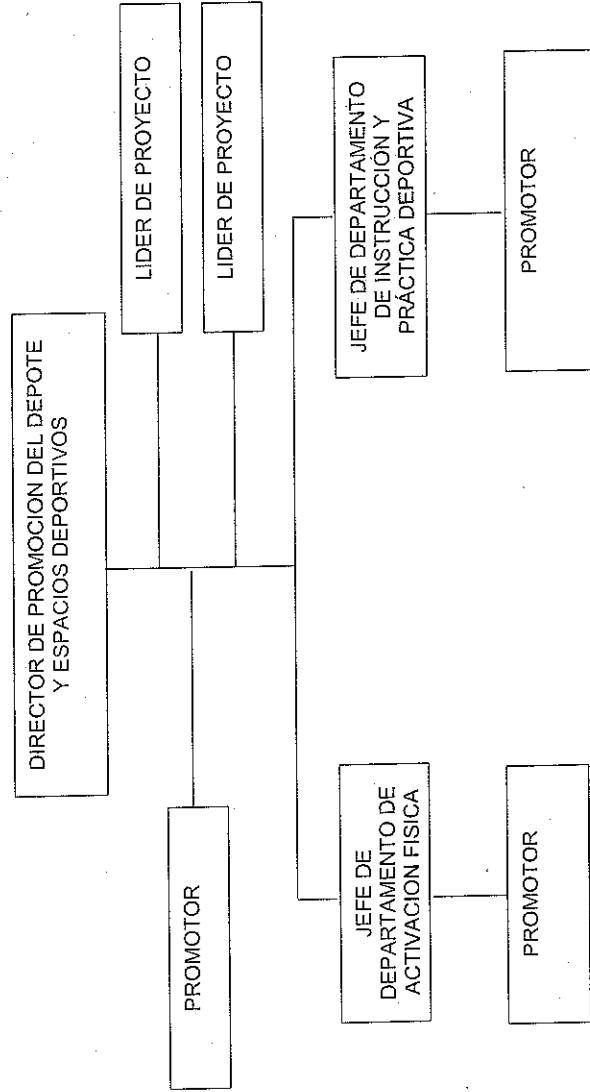 DIRECTOR DE PROMOCION DEL DEPOTE
Y ESPACIOS DEPORTIVOS
LIDER DE PROYECTO
PROMOTOR
LIDER DE PROYECTO
JEFE DE
DEPARTAMENTO DE
ACTIVACION FISICA
JEFE DE DEPARTAMENTO
DE INSTRUCCIÓN Y
PRÁCTICA DEPORTIVA
PROMOTOR
PROMOTOR